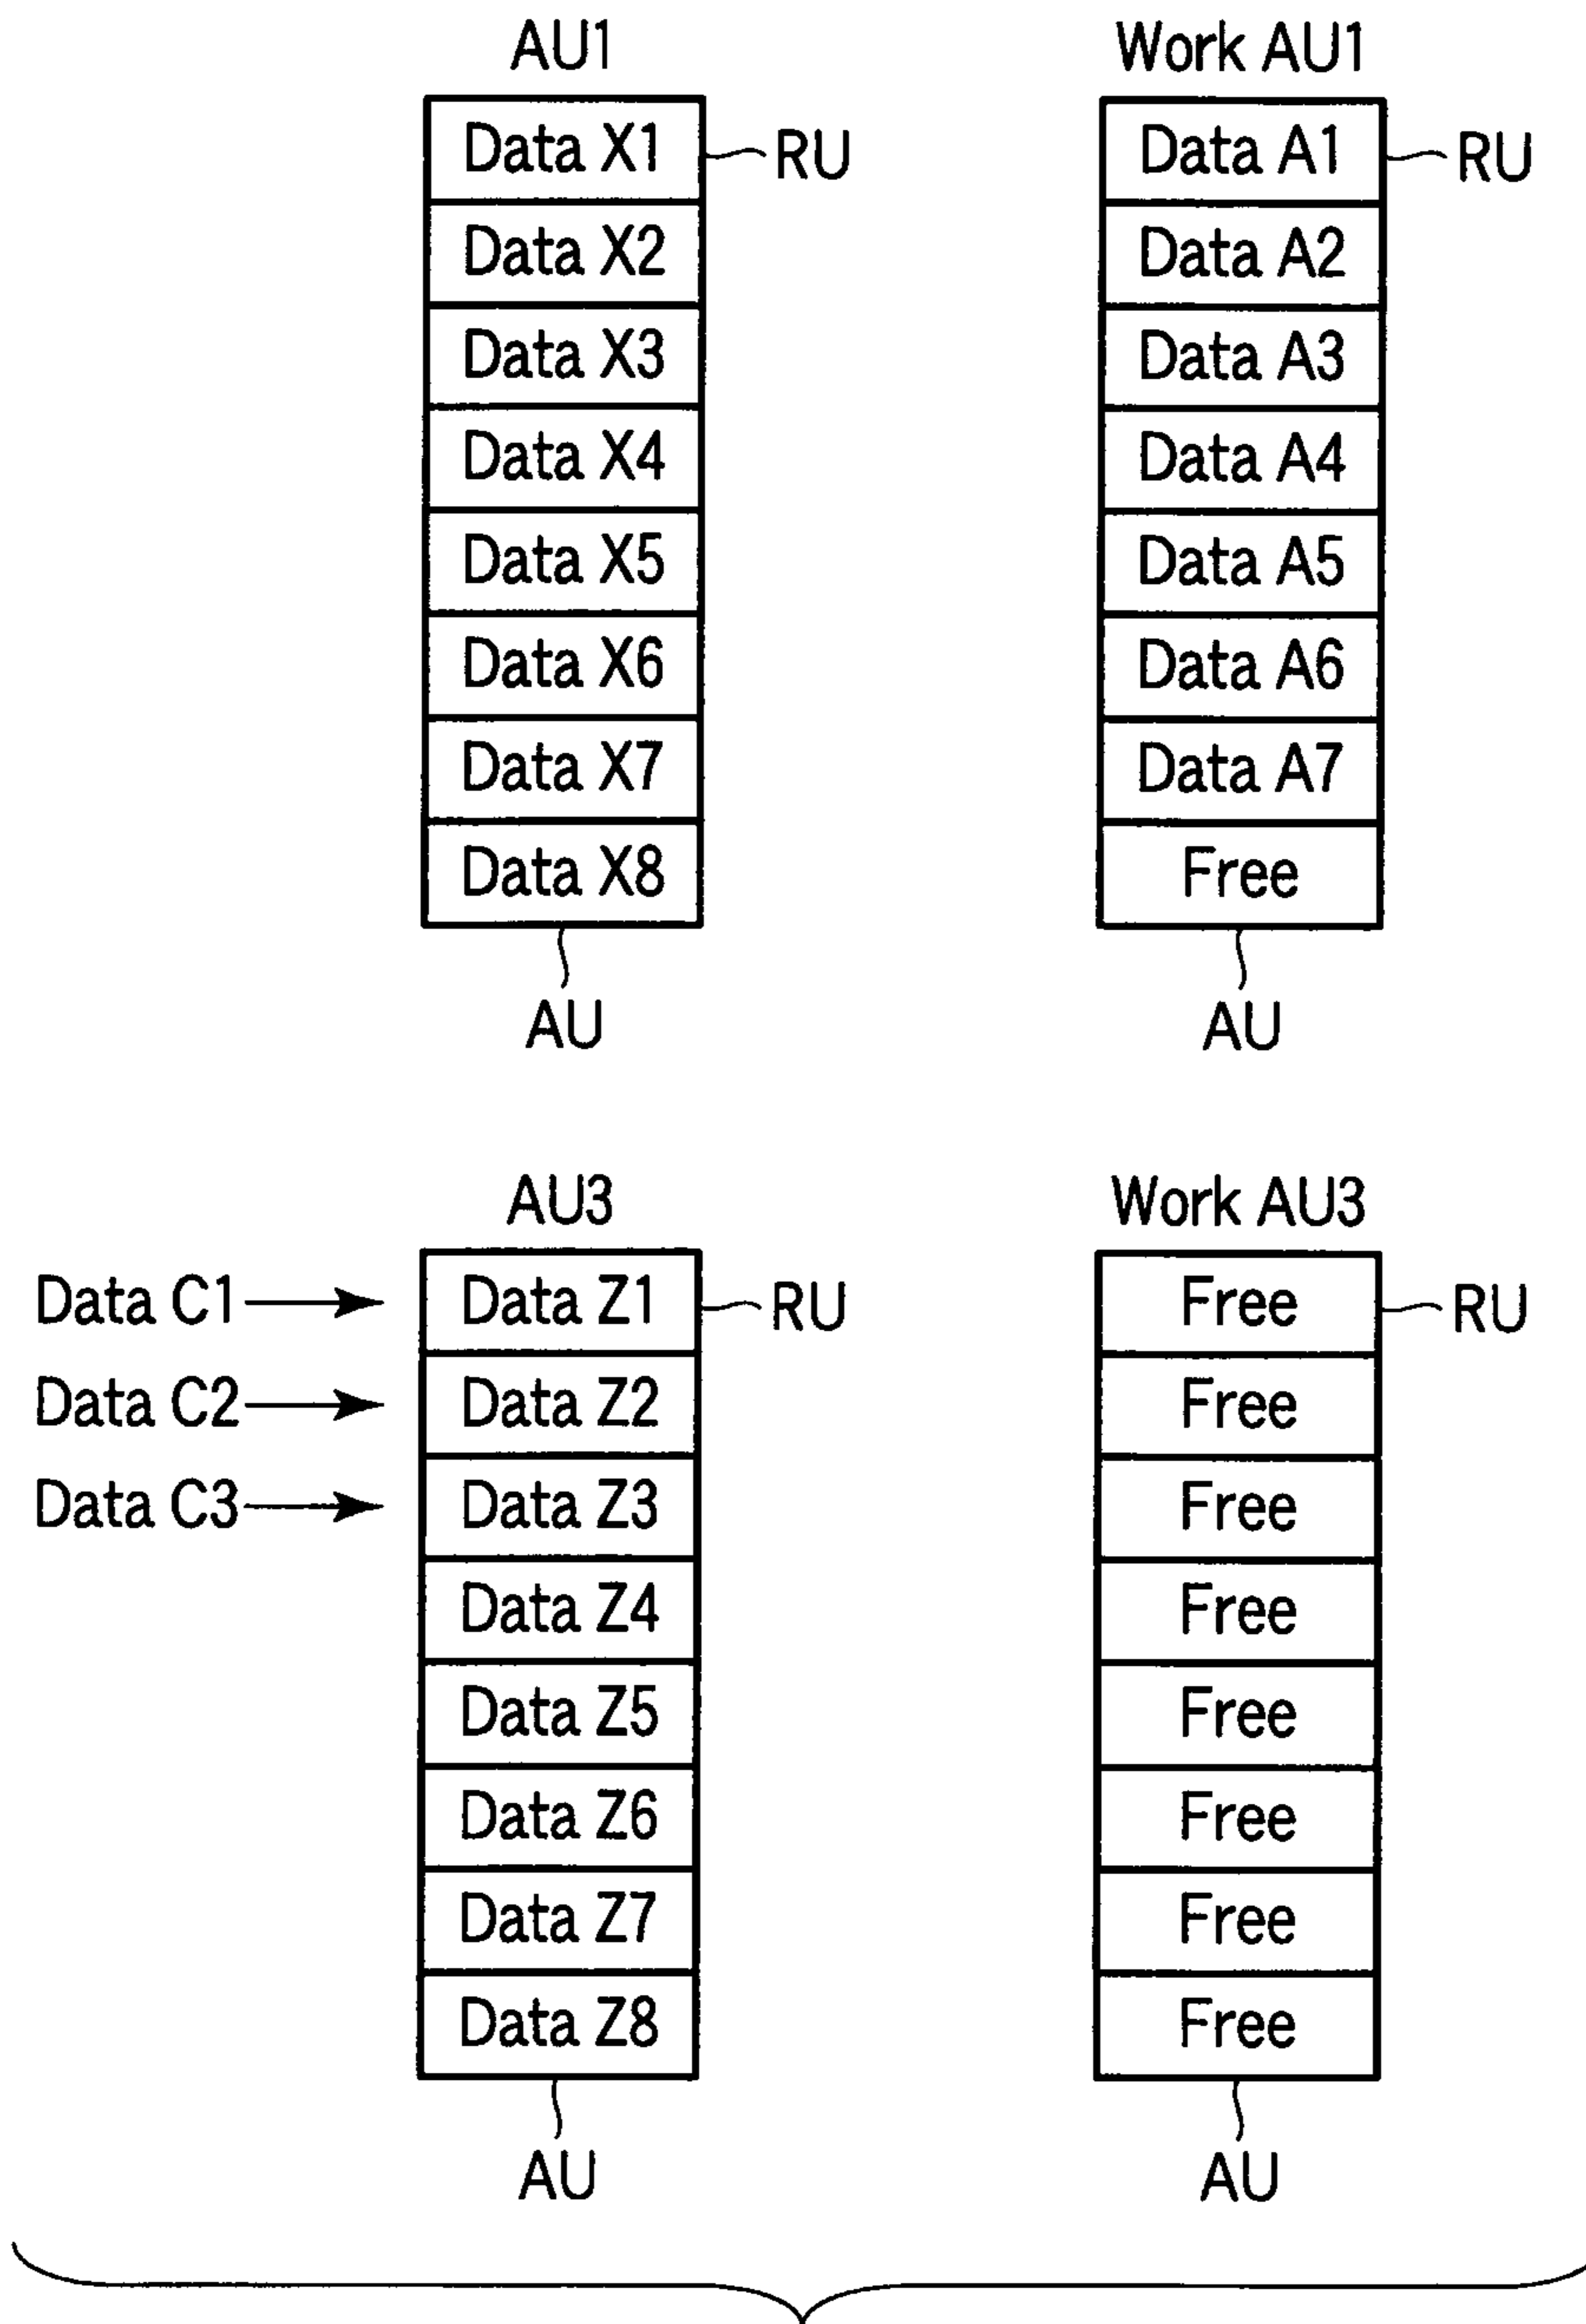 AU1
Data X1
RU
Data X2
Data X3
Data X4
Data X5
Data X6
Data X7
Data X8
AU
Work AU1
Data A1
RU
Data A2
Data A3
Data A4
Data A5
Data A6
Data A7
Free
AU
Data C1
Data C2
Data C3
AU3
Data Z1
RU
Data Z2
Data Z3
Data Z4
Data Z5
Data Z6
Data Z7
Data Z8
AU
Work AU3
Free
RU
Free
Free
Free
Free
Free
Free
Free
AU